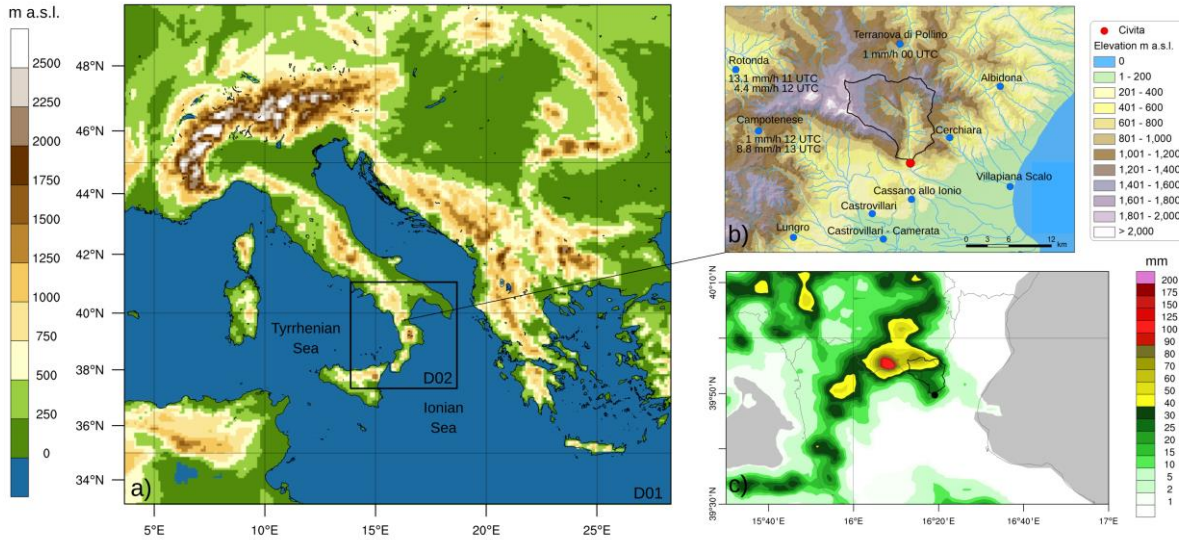 m a.s.l.
2500
2250
2000
1750
1500
1250
1000
750
500
250
0
48°N
46°N
44°N
42°N
40°N
38°N
36°N
34°N
5°E
10°E
15°E
20°E
25°E
Tyrrhenian
Sea
Ionian
Sea
D02
D01
a)
Terranova di Pollino
1 mm/h 00 UTC
Rotonda
13.1 mm/h 11 UTC
4.4 mm/h 12 UTC
Albidona
Campotenese
.1 mm/h 12 UTC
8.8 mm/h 13 UTC
Cerchiara
Villapiana Scalo
Cassano allo Ionio
Castrovillari
Lungro
Castrovillari - Camerata
0 3 6 12
km
b)
Civita
Elevation m a.s.l.
0
1 - 200
201 - 400
401 - 600
601 - 800
801 - 1,000
1,001 - 1,200
1,201 - 1,400
1,401 - 1,600
1,601 - 1,800
1,801 - 2,000
> 2,000
40°10'N
39°50'N
39°30'N
15°40'E
16°E
16°20'E
16°40'E
17°E
c)
mm
200
175
150
125
100
90
80
70
60
50
40
30
25
20
15
10
5
2
1